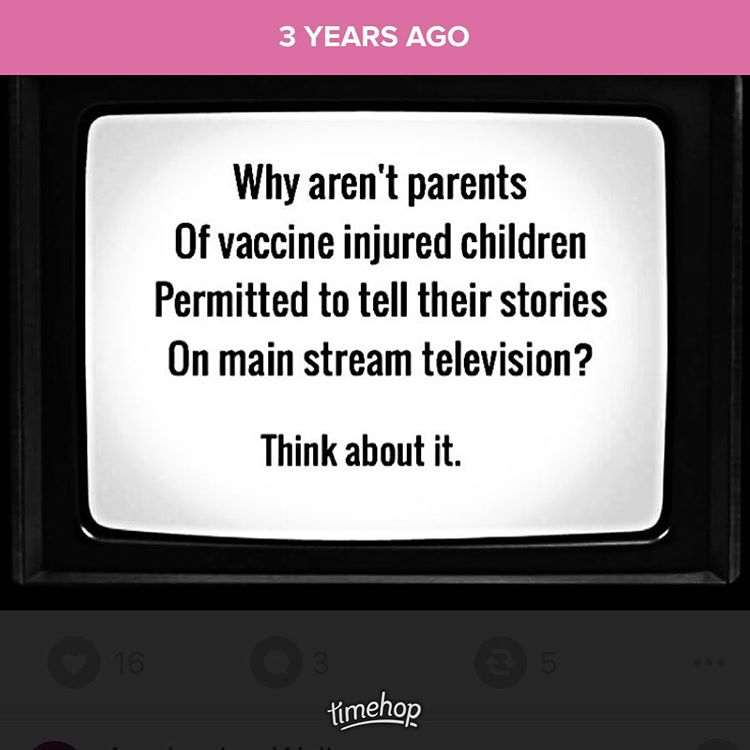 3 YEARS AGO
Why aren't parents
Of vaccine injured children
Permitted to tell their stories
On main stream television?
Think about it.
16 3 5
timehop